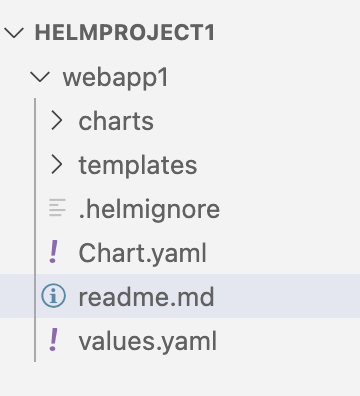 HELMPROJECT1
webapp1
charts
templates
.helmignore
Chart.yaml
readme.md
values.yaml